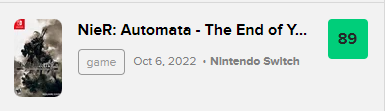 NieR: Automata - The End of Y...
89
game
Oct 6, 2022 • Nintendo Switch